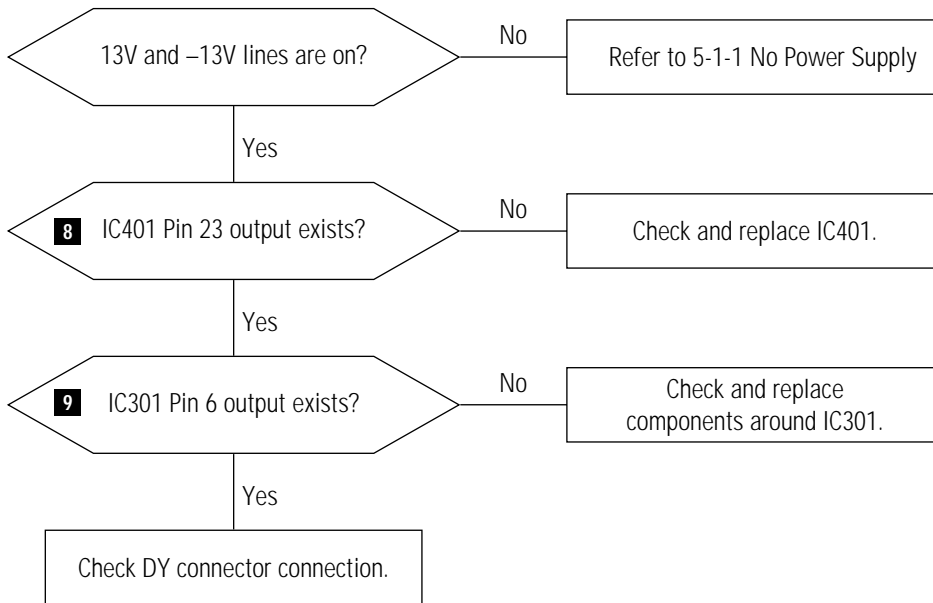 13V and –13V lines are on?
No
Refer to 5-1-1 No Power Supply
Yes
8 IC401 Pin 23 output exists?
No
Check and replace IC401.
Yes
9 IC301 Pin 6 output exists?
No
Check and replace
components around IC301.
Yes
Check DY connector connection.